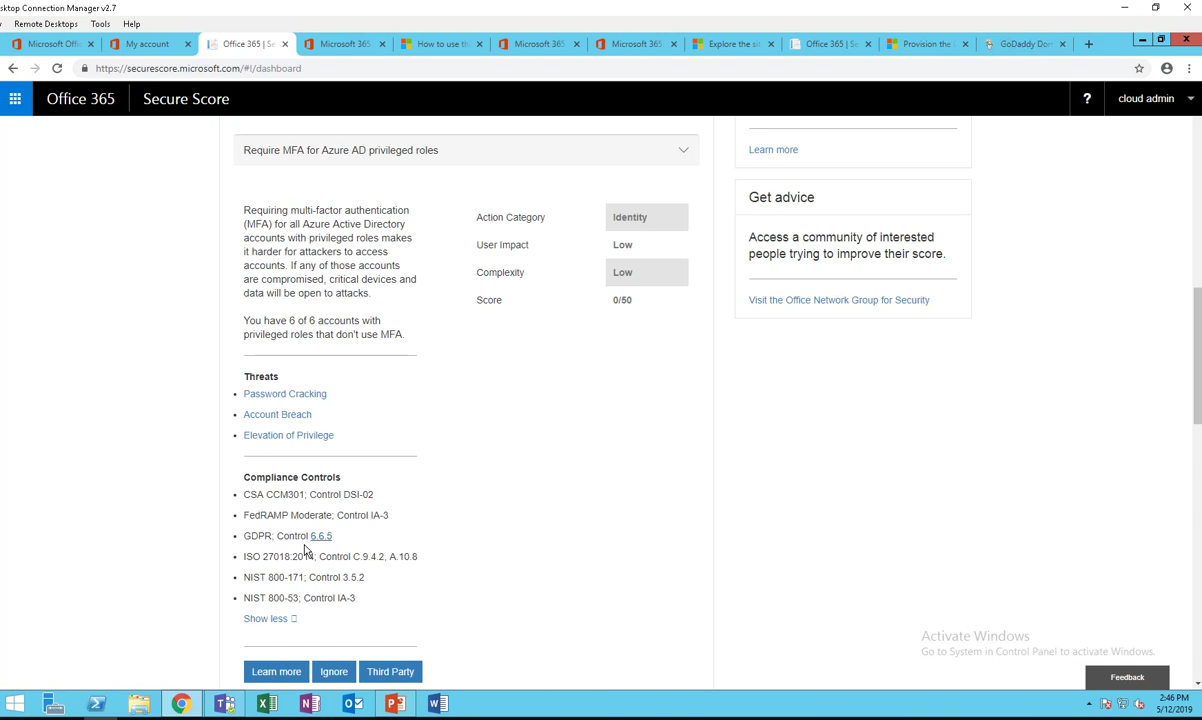 sktop Connection Manager v2.7
Remote Desktops Tools Help
Microsoft Offi
My account
Office 365 | Se
Microsoft 365
How to use th
Microsoft 365
Microsoft 365
Explore the sit
Office 365 | Se
Provision the
GoDaddy Dom
https://securescore.microsoft.com/#!/dashboard
Office 365
Secure Score
?
cloud admin
Require MFA for Azure AD privileged roles
Requiring multi-factor authentication
(MFA) for all Azure Active Directory
accounts with privileged roles makes
it harder for attackers to access
accounts. If any of those accounts
are compromised, critical devices and
data will be open to attacks.
You have 6 of 6 accounts with
privileged roles that don't use MFA.
Threats
• Password Cracking
• Account Breach
• Elevation of Privilege
Compliance Controls
• CSA CCM301; Control DSI-02
• FedRAMP Moderate; Control IA-3
• GDPR; Control 6.6.5
• ISO 27018:2014; Control C.9.4.2, A.10.8
• NIST 800-171; Control 3.5.2
• NIST 800-53; Control IA-3
Show less
Learn more
Ignore
Third Party
Action Category Identity
User Impact Low
Complexity Low
Score 0/50
Learn more
Get advice
Access a community of interested
people trying to improve their score.
Visit the Office Network Group for Security
Activate Windows
Go to System in Control Panel to activate Windows.
Feedback
2:46 PM
5/12/2019